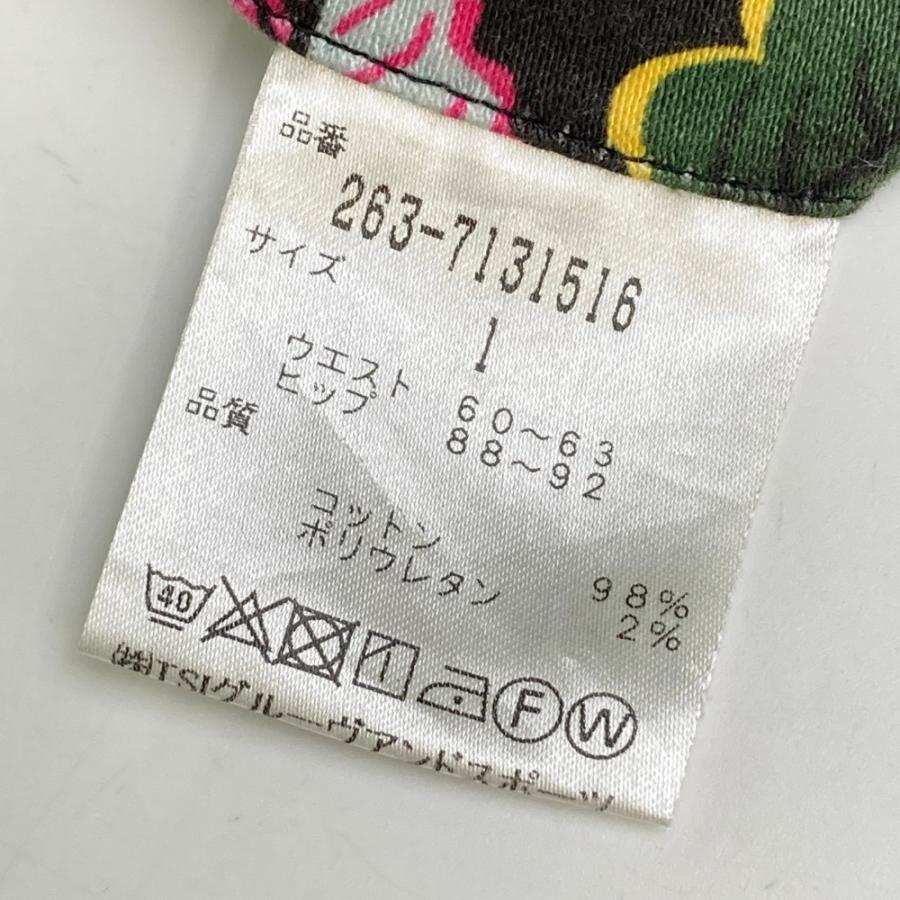 品番
263-7131516
サイズ
1
ウエスト 60～63
ヒップ 88～92
品質
コットン 98%
ポリウレタン 2%
40 1 F W
㈱TSIグルーヴアンドスポーツ